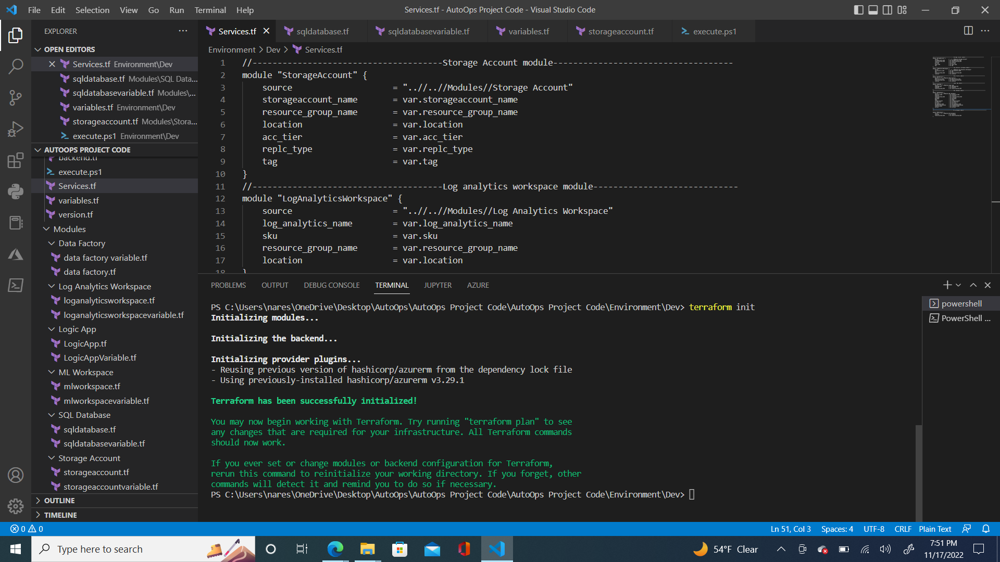 File Edit Selection View Go Run Terminal Help
Services.tf - AutoOps Project Code - Visual Studio Code
EXPLORER
OPEN EDITORS
Services.tf Environment\Dev
sqldatabase.tf Modules\SQL Data...
sqldatabasevariable.tf Modules\...
variables.tf Environment\Dev
storageaccount.tf Modules\Stora...
execute.ps1 Environment\Dev
AUTOOPS PROJECT CODE
backend.tf
execute.ps1
Services.tf
variables.tf
version.tf
Modules
Data Factory
data factory variable.tf
data factory.tf
Log Analytics Workspace
loganalyticsworkspace.tf
loganalyticsworkspacevariable.tf
Logic App
LogicApp.tf
LogicAppVariable.tf
ML Workspace
mlworkspace.tf
mlworkspacevariable.tf
SQL Database
sqldatabase.tf
sqldatabasevariable.tf
Storage Account
storageaccount.tf
storageaccountvariable.tf
OUTLINE
TIMELINE
Services.tf sqldatabase.tf sqldatabasevariable.tf variables.tf storageaccount.tf execute.ps1
Environment > Dev > Services.tf
1 //--------------------------------------Storage Account module------------------------------------
2 module "StorageAccount" {
3 source = "..//..//Modules//Storage Account"
4 storageaccount_name = var.storageaccount_name
5 resource_group_name = var.resource_group_name
6 location = var.location
7 acc_tier = var.acc_tier
8 replc_type = var.replc_type
9 tag = var.tag
10 }
11 //--------------------------------------Log analytics workspace module-----------------------------
12 module "LogAnalyticsWorkspace" {
13 source = "..//..//Modules//Log Analytics Workspace"
14 log_analytics_name = var.log_analytics_name
15 sku = var.sku
16 resource_group_name = var.resource_group_name
17 location = var.location
18 }
PROBLEMS OUTPUT DEBUG CONSOLE TERMINAL JUPYTER AZURE
PS C:\Users\nares\OneDrive\Desktop\AutoOps\AutoOps Project Code\AutoOps Project Code\Environment\Dev> terraform init
Initializing modules...
Initializing the backend...
Initializing provider plugins...
- Reusing previous version of hashicorp/azurerm from the dependency lock file
- Using previously-installed hashicorp/azurerm v3.29.1
Terraform has been successfully initialized!
You may now begin working with Terraform. Try running "terraform plan" to see
any changes that are required for your infrastructure. All Terraform commands
should now work.
If you ever set or change modules or backend configuration for Terraform,
rerun this command to reinitialize your working directory. If you forget, other
commands will detect it and remind you to do so if necessary.
PS C:\Users\nares\OneDrive\Desktop\AutoOps\AutoOps Project Code\AutoOps Project Code\Environment\Dev>
powershell
PowerShell ...
0 0
Ln 51, Col 3 Spaces: 4 UTF-8 CRLF Plain Text
Type here to search
54°F Clear
7:51 PM
11/17/2022